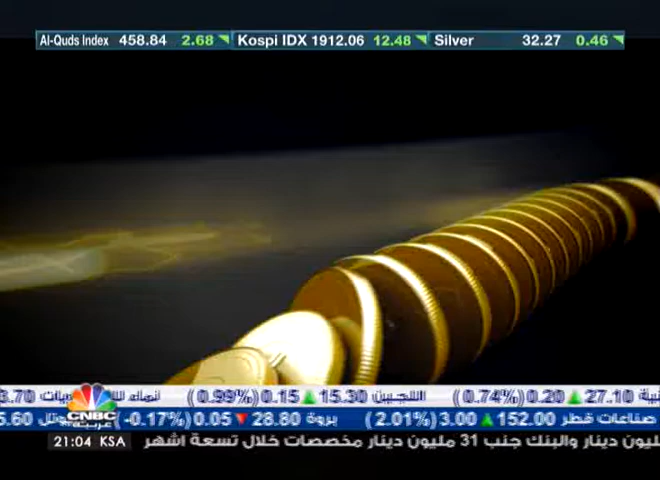 Al-Quds Index 458.84 2.68 Kospi IDX 1912.06 12.48 Silver 32.27 0.46
3.70 (0.99%) 0.15 15.30 اللجين (0.74%) 0.20 27.10
5.60 (-0.17%) 0.05 28.80 بروة (2.01%) 3.00 152.00 صناعات قطر
CNBC
عربية
21:04 KSA دينار والبنك جنب 31 مليون دينار مخصصات خلال تسعة اشهر